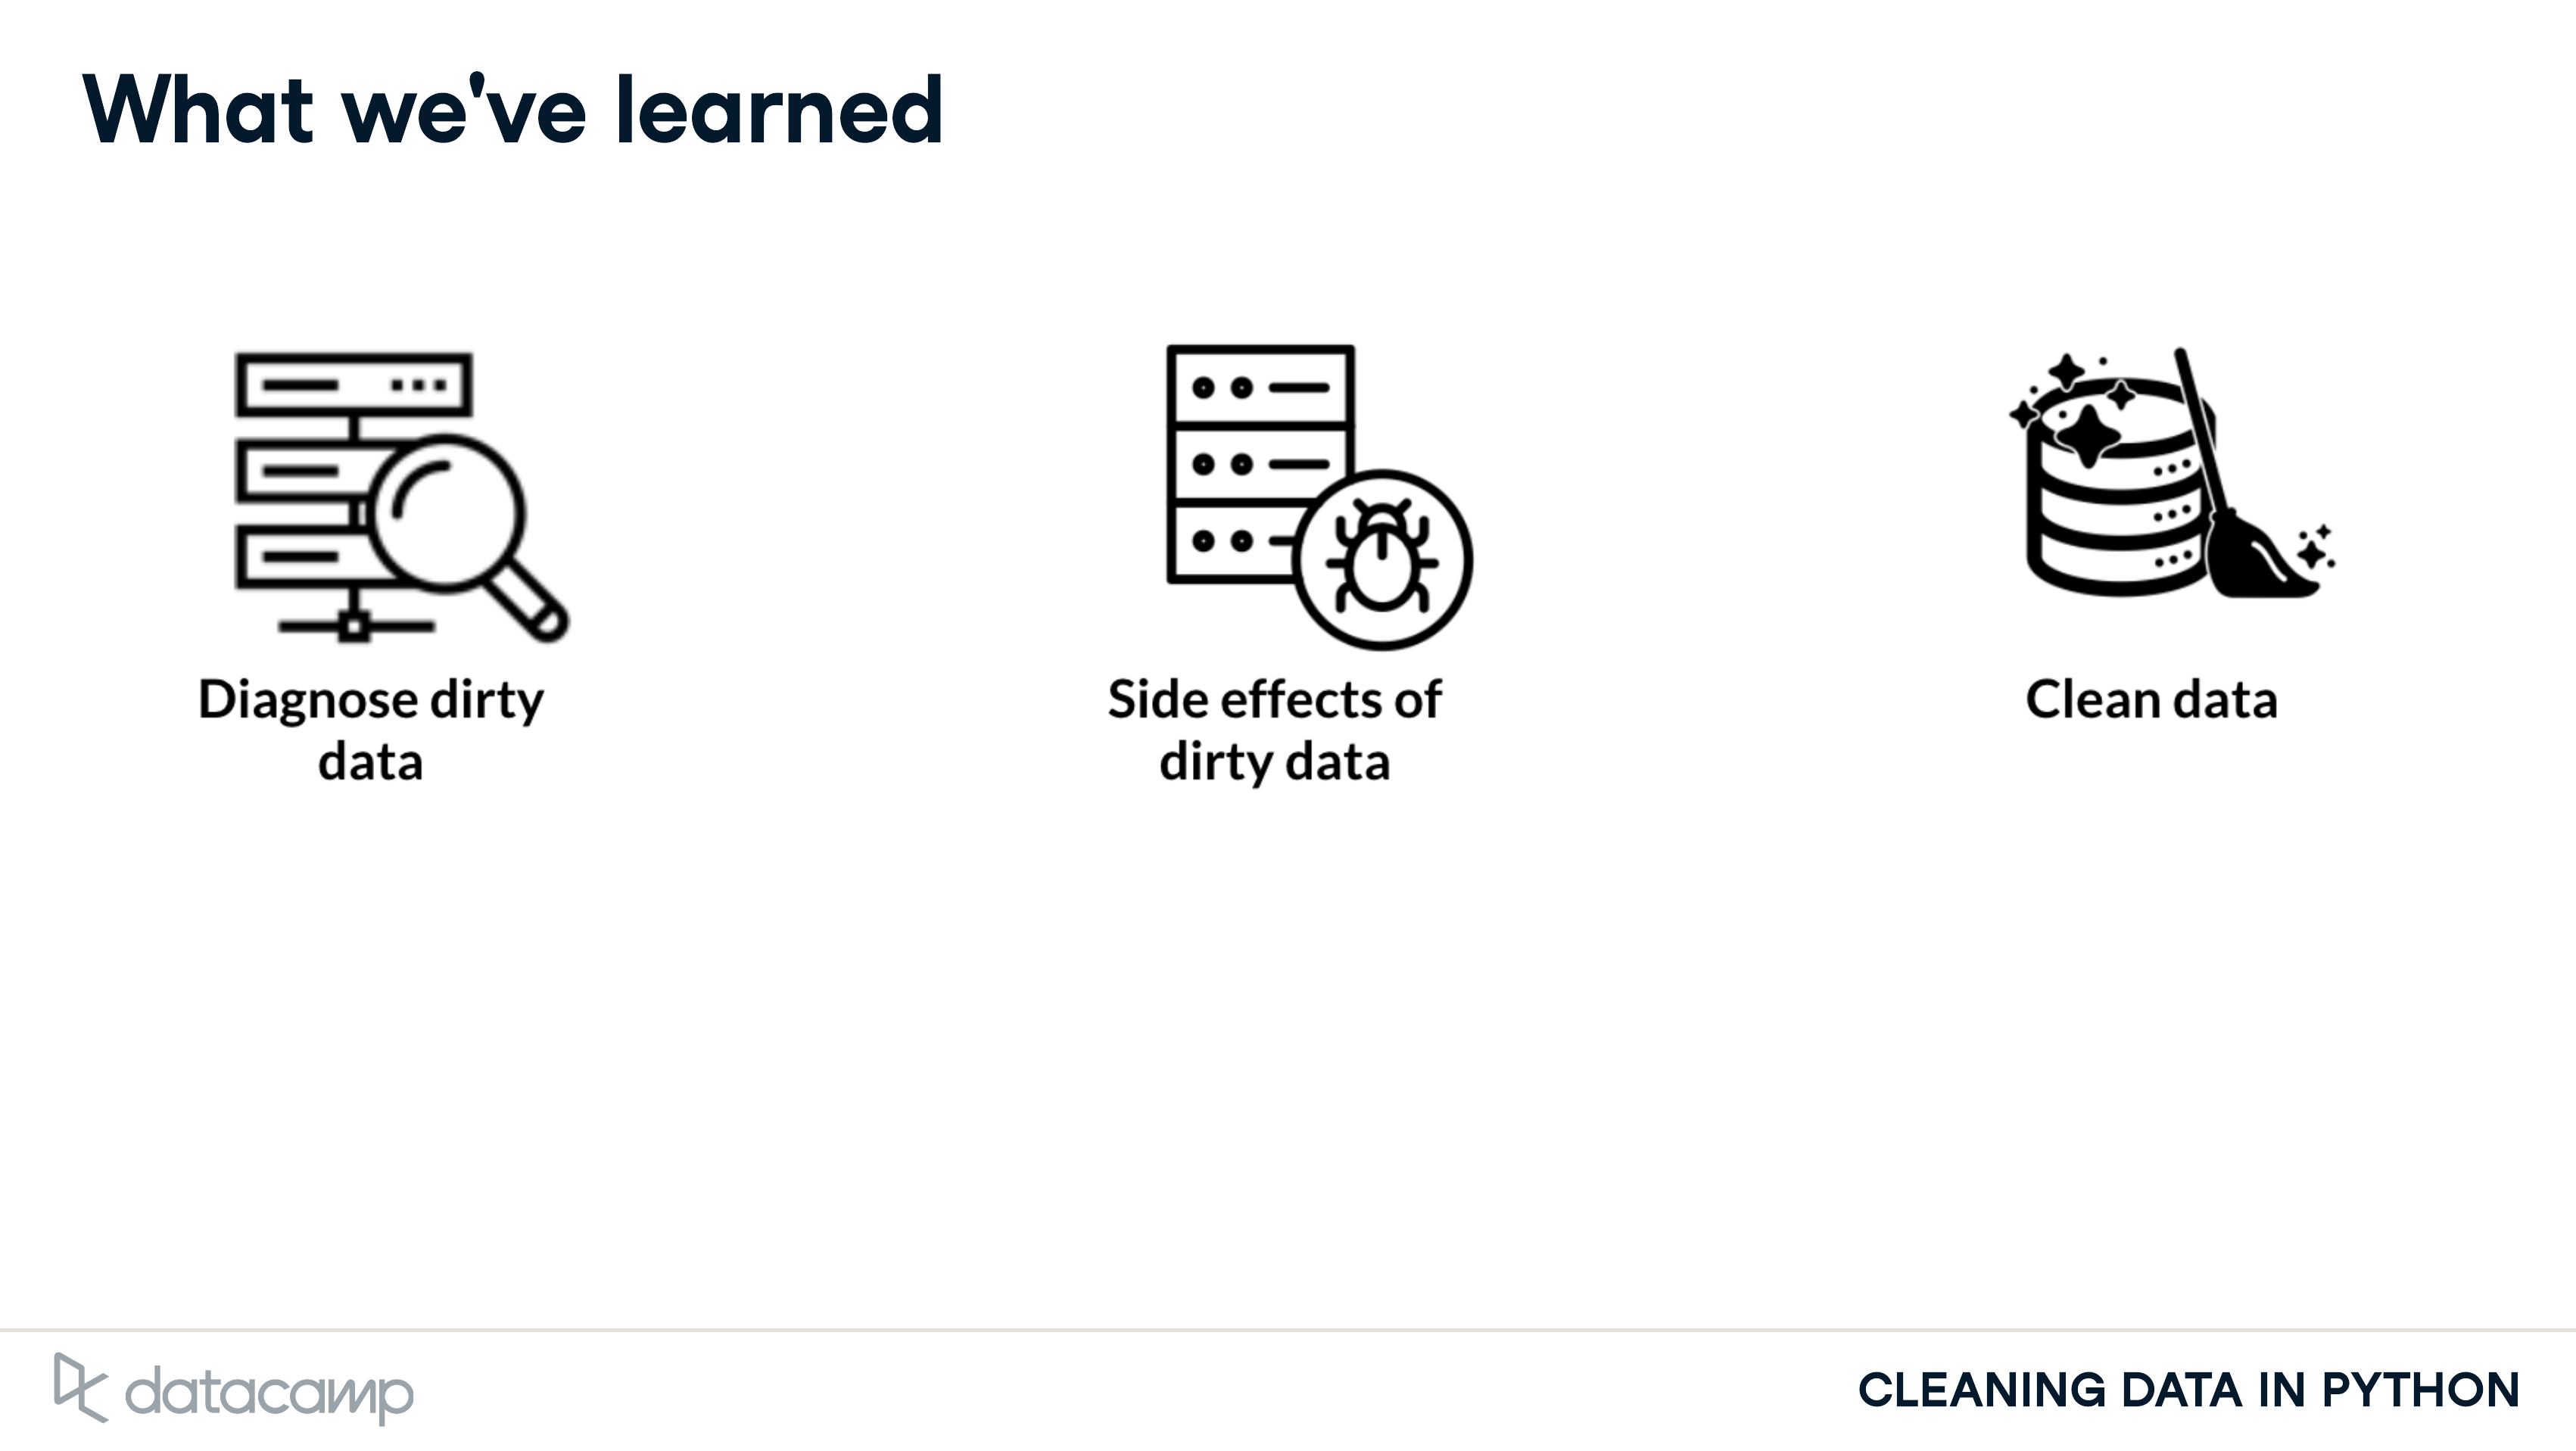 What we've learned
Diagnose dirty
data
Side effects of
dirty data
Clean data
datacamp
CLEANING DATA IN PYTHON